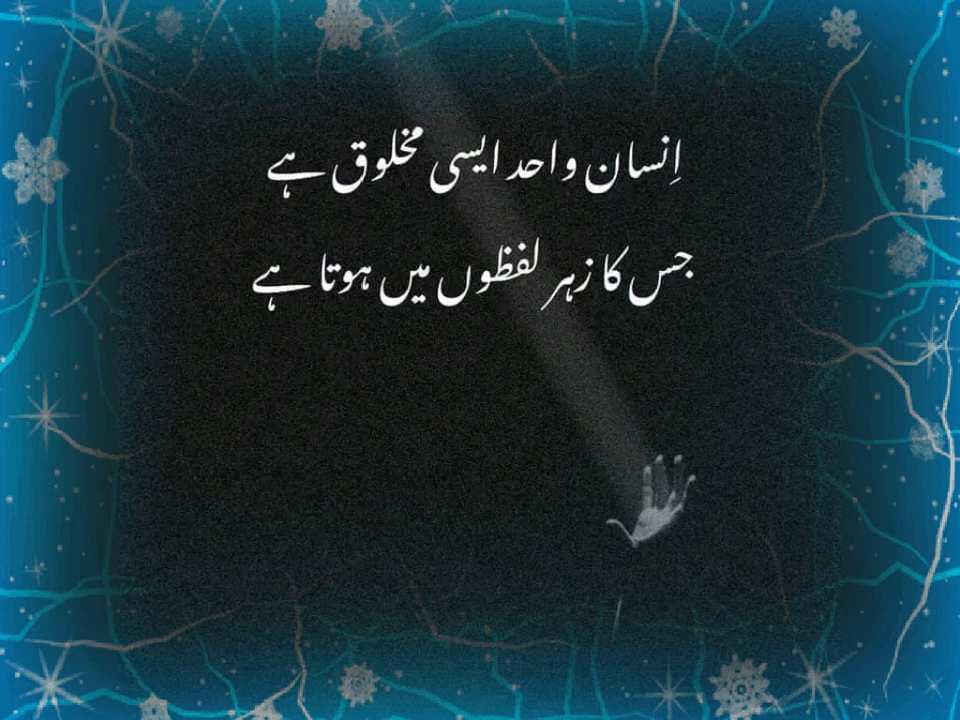 اِنسان واحد ایسی مخلوق ہے
جس کا زہر لفظوں میں ہوتا ہے